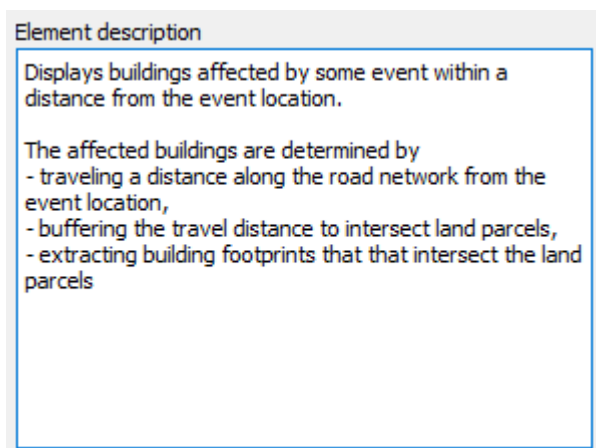 Element description
Displays buildings affected by some event within a
distance from the event location.
The affected buildings are determined by
- traveling a distance along the road network from the
event location,
- buffering the travel distance to intersect land parcels,
- extracting building footprints that that intersect the land
parcels